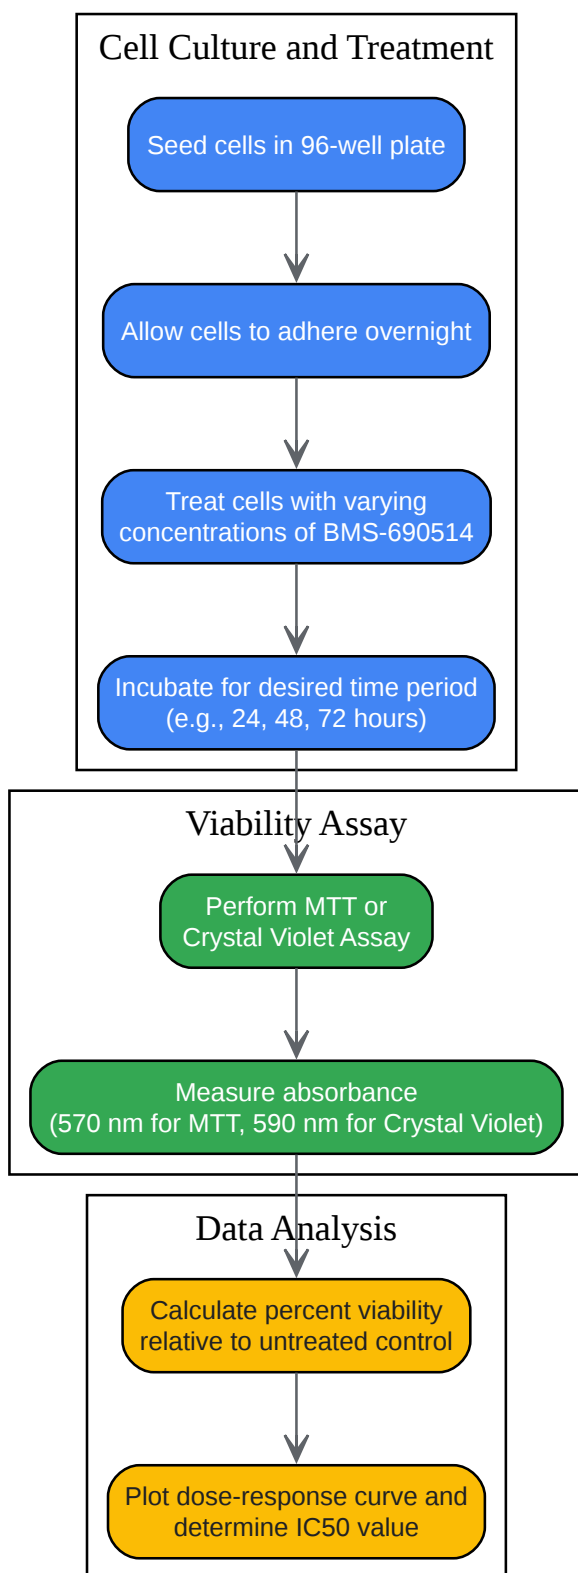 Cell Culture and Treatment
Seed cells in 96-well plate
Allow cells to adhere overnight
Treat cells with varying
concentrations of BMS-690514
Incubate for desired time period
(e.g., 24, 48, 72 hours)
Viability Assay
Perform MTT or
Crystal Violet Assay
Measure absorbance
(570 nm for MTT, 590 nm for Crystal Violet)
Data Analysis
Calculate percent viability
relative to untreated control
Plot dose-response curve and
determine IC50 value